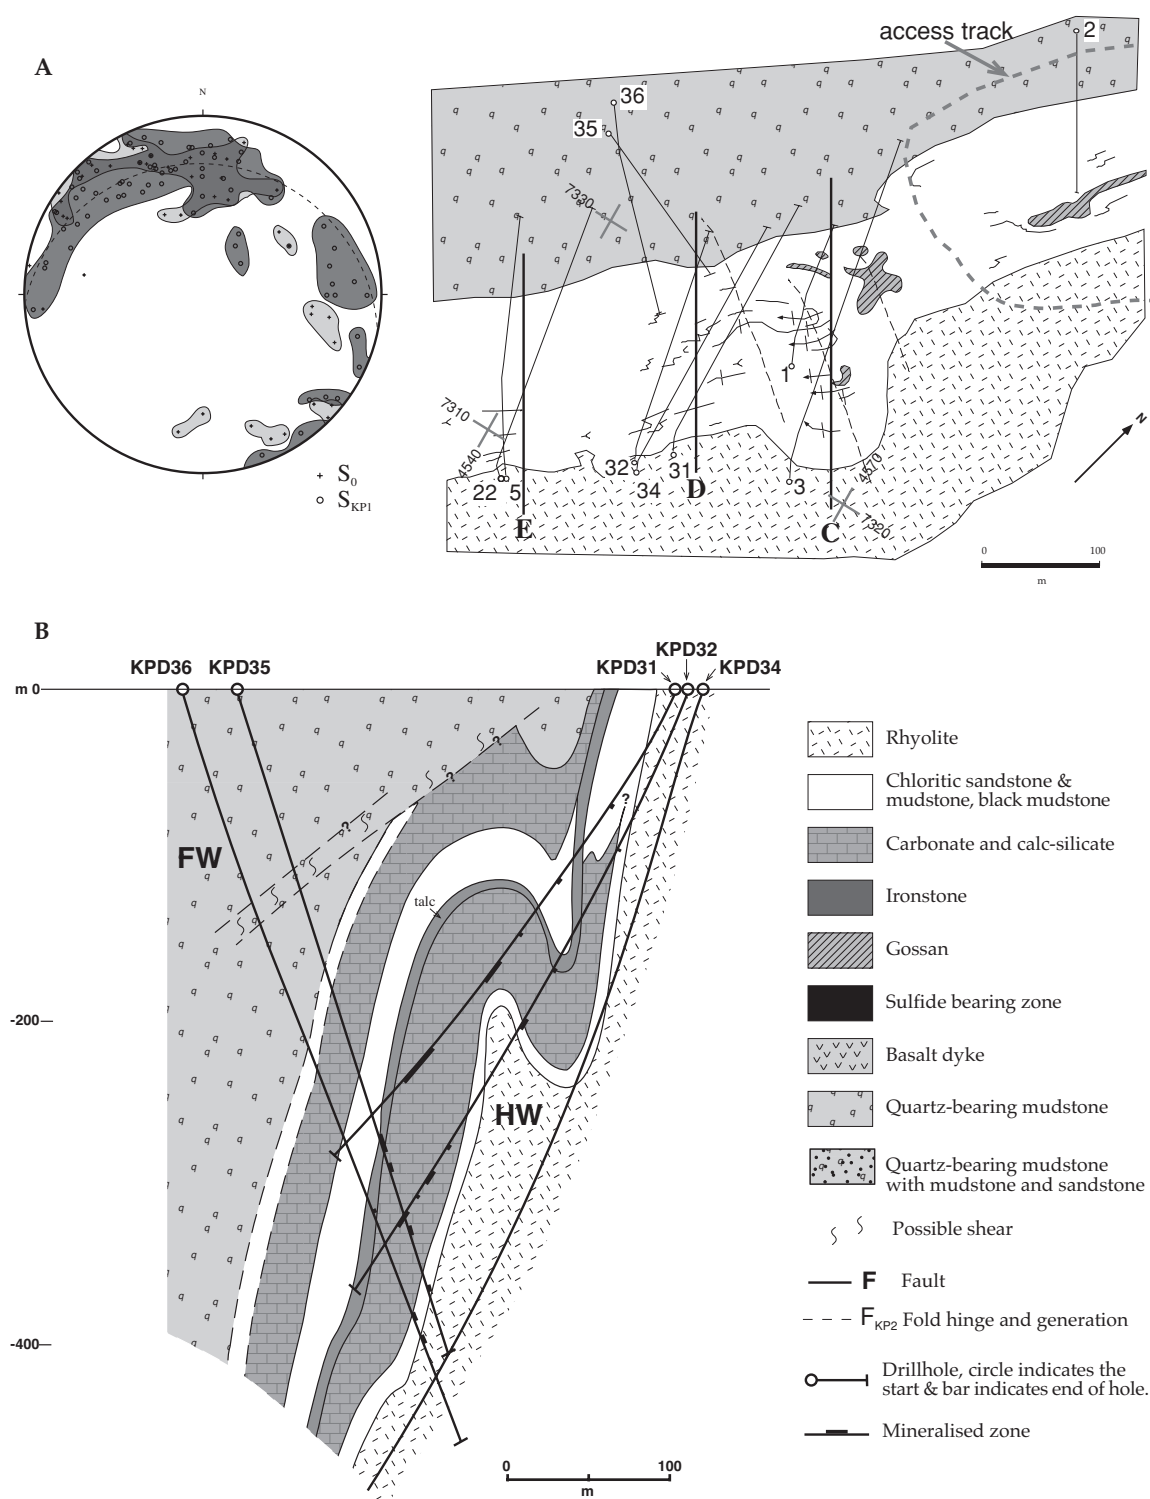 A
N
+ S0
o SKP1
access track
2
36
35
7330
1
7310
4540
22
5
32
34
31
D
3
E
C
4570
7320
N
0 100
m
B
KPD36 KPD35
KPD31
KPD32
KPD34
m 0
-200
-400
FW
HW
talc
?
?
?
?
0 100
m
Rhyolite
Chloritic sandstone &
mudstone, black mudstone
Carbonate and calc-silicate
Ironstone
Gossan
Sulfide bearing zone
Basalt dyke
Quartz-bearing mudstone
Quartz-bearing mudstone
with mudstone and sandstone
Possible shear
F Fault
FKP2 Fold hinge and generation
Drillhole, circle indicates the
start & bar indicates end of hole.
Mineralised zone